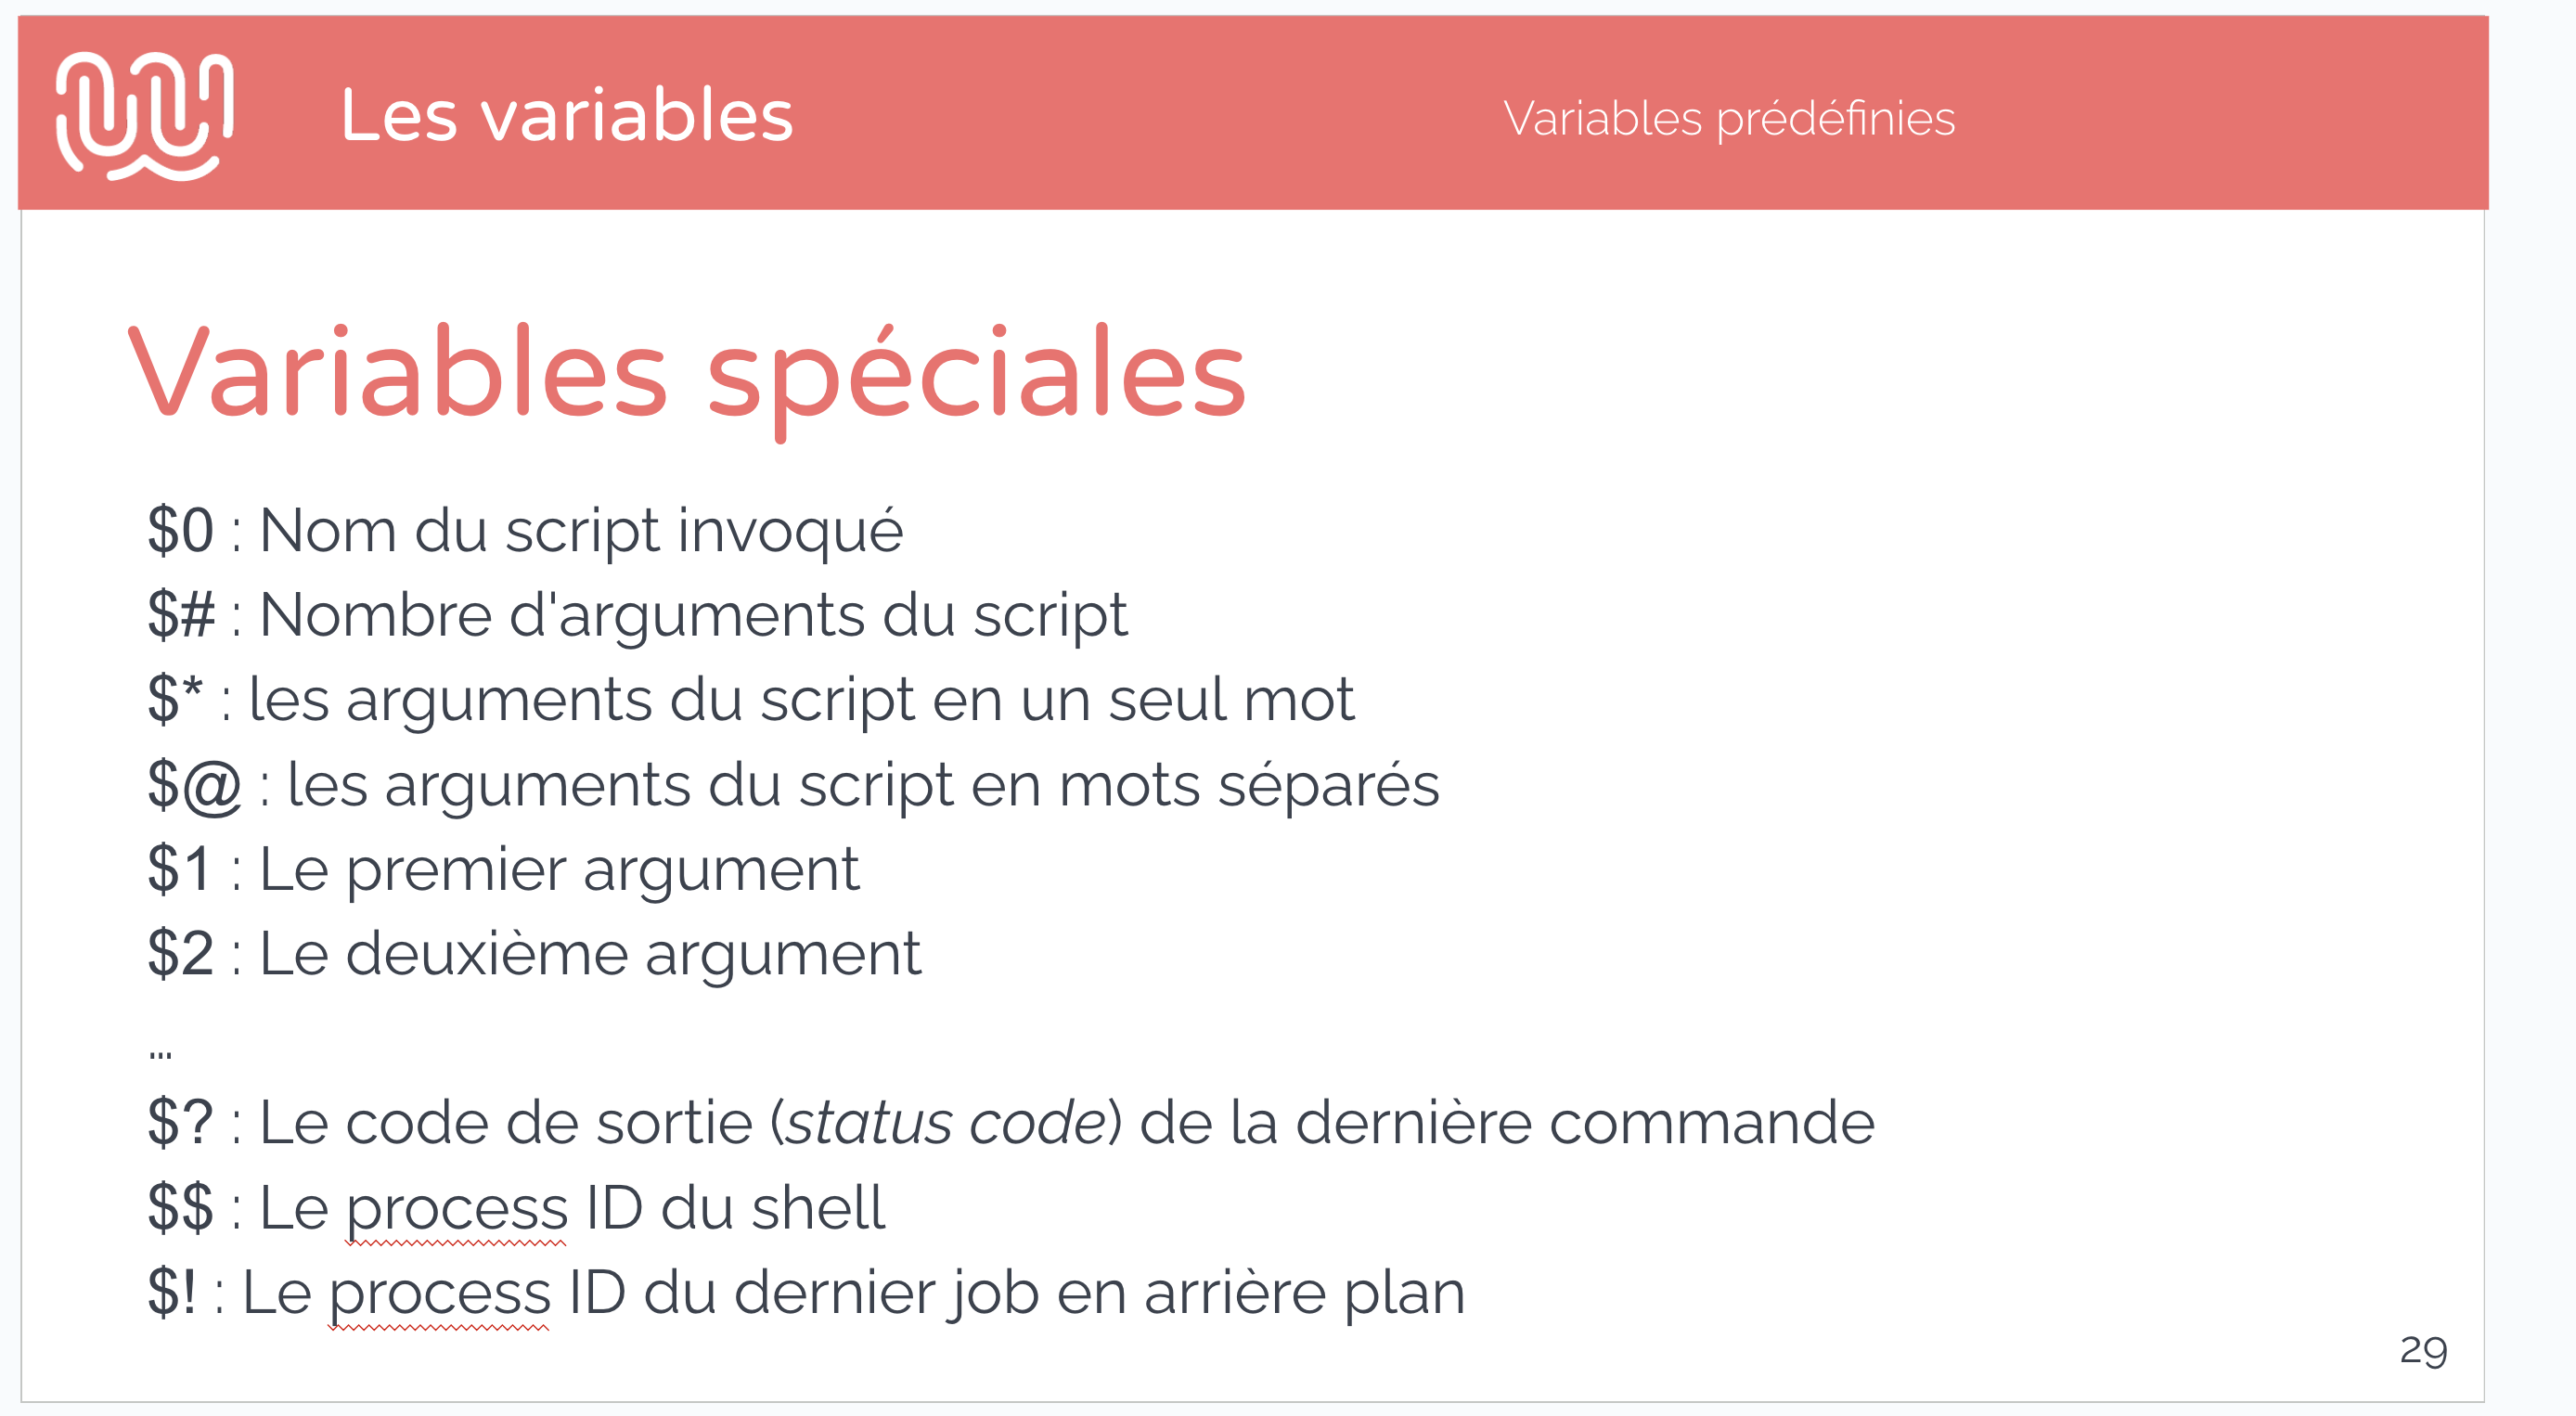 Les variables
Variables prédéfinies
Variables spéciales
$0 : Nom du script invoqué
$# : Nombre d'arguments du script
$* : les arguments du script en un seul mot
$@ : les arguments du script en mots séparés
$1 : Le premier argument
$2 : Le deuxième argument
…
$? : Le code de sortie (status code) de la dernière commande
$$ : Le process ID du shell
$! : Le process ID du dernier job en arrière plan
29